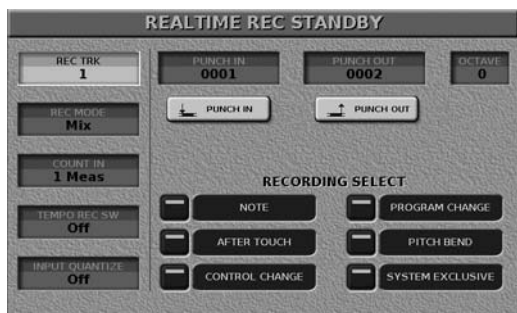 REALTIME REC STANDBY
REC TRK
1
PUNCH IN
0001
PUNCH OUT
0002
OCTAVE
0
REC MODE
Mix
PUNCH IN
PUNCH OUT
COUNT IN
1 Meas
RECORDING SELECT
TEMPO REC SW
Off
NOTE
PROGRAM CHANGE
AFTER TOUCH
PITCH BEND
INPUT QUANTIZE
Off
CONTROL CHANGE
SYSTEM EXCLUSIVE